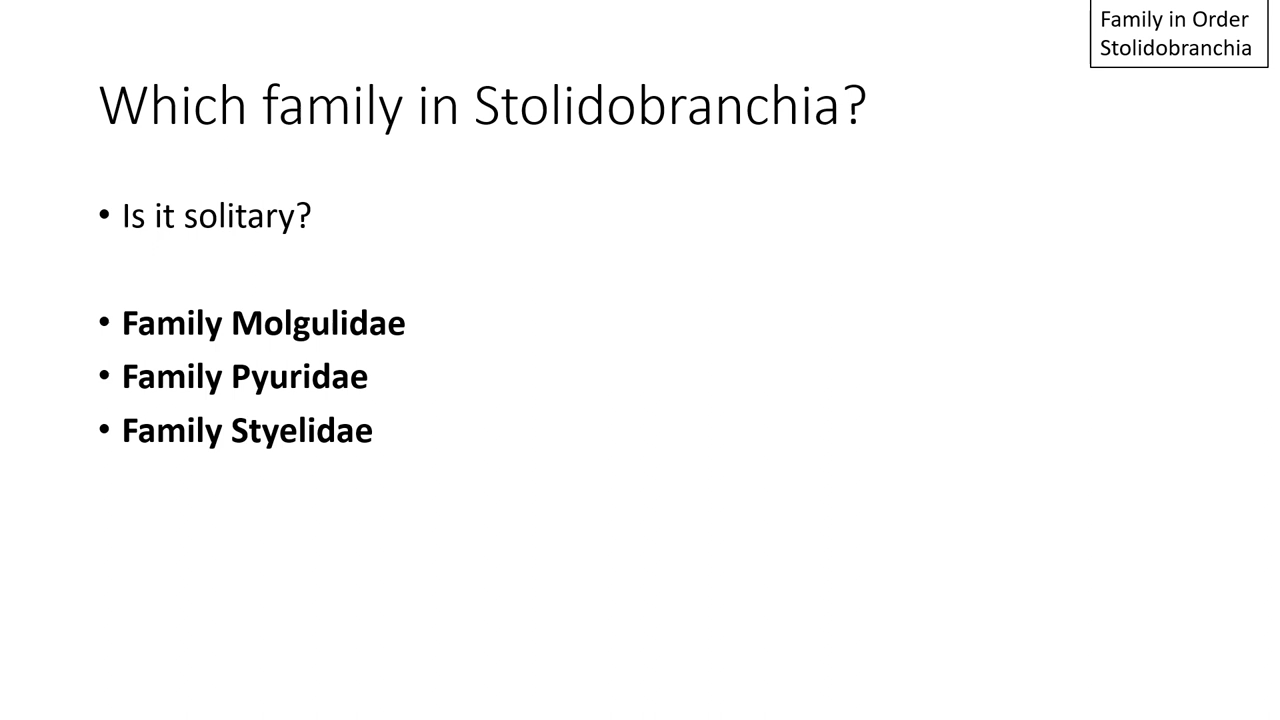 Family in Order
Stolidobranchia
Which family in Stolidobranchia?
• Is it solitary?
• Family Molgulidae
• Family Pyuridae
• Family Styelidae